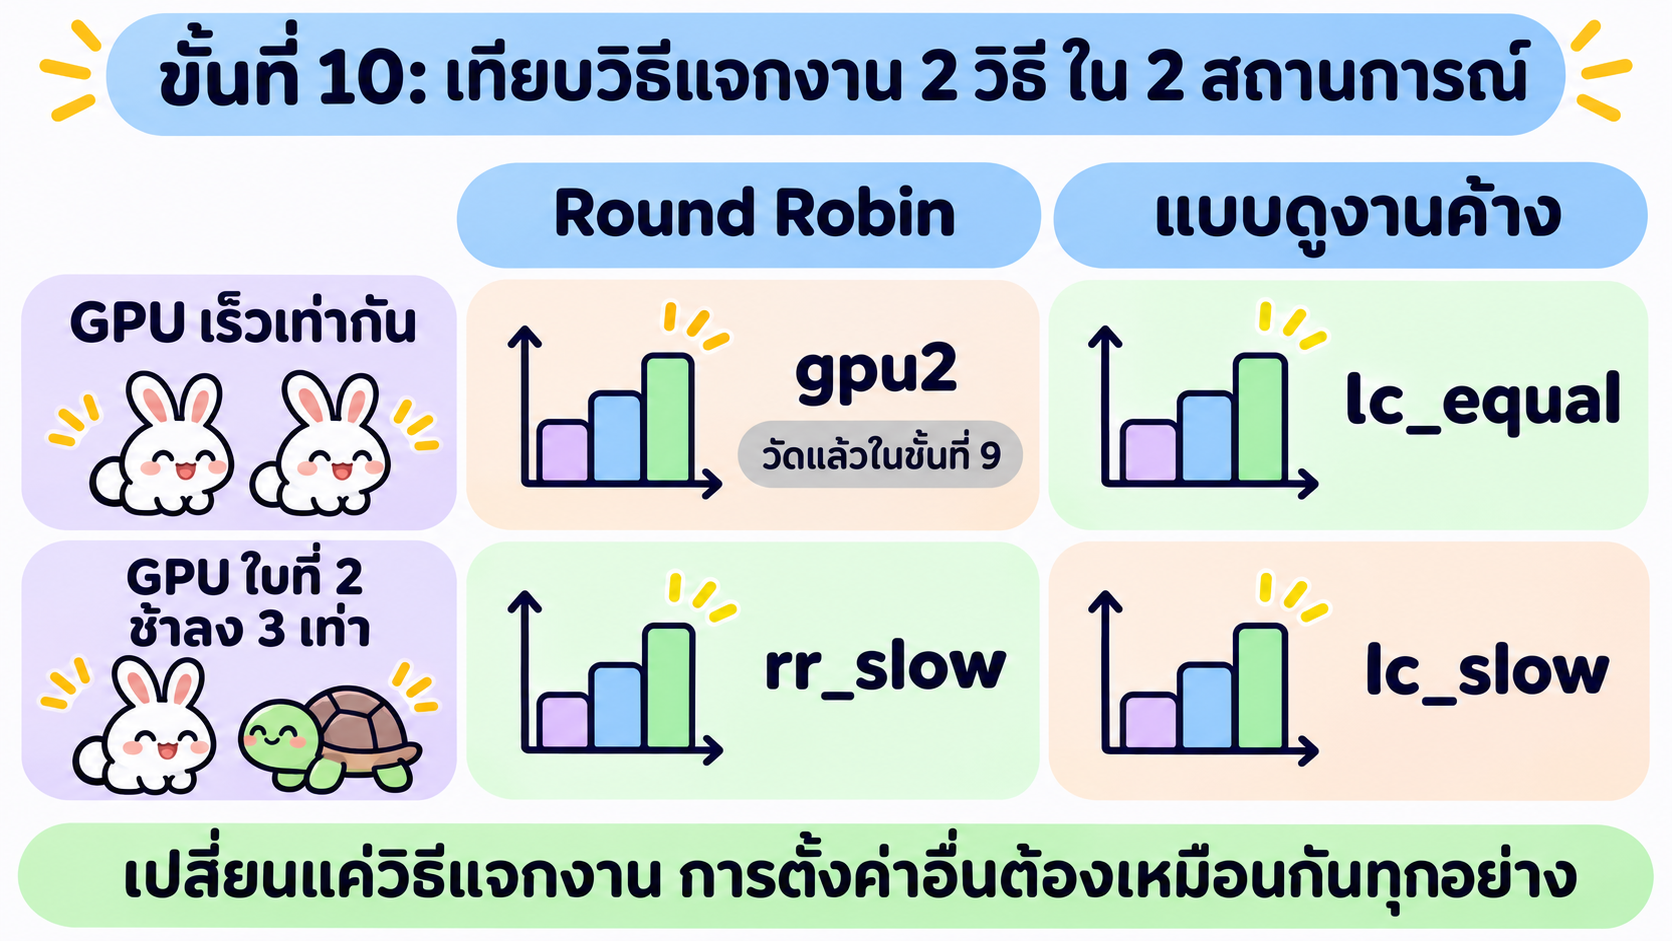 ขั้นที่ 10: เทียบวิธีแจกงาน 2 วิธี ใน 2 สถานการณ์
Round Robin
แบบดูงานค้าง
GPU เร็วเท่ากัน
gpu2
วัดแล้วในขั้นที่ 9
lc_equal
GPU ใบที่ 2
ช้าลง 3 เท่า
rr_slow
lc_slow
เปลี่ยนแค่วิธีแจกงาน การตั้งค่าอื่นต้องเหมือนกันทุกอย่าง